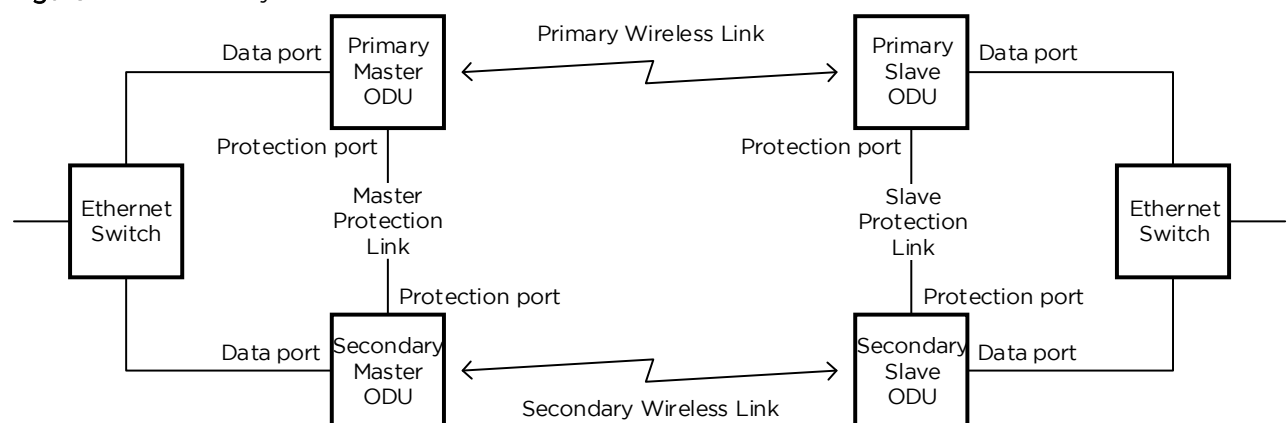 Primary Wireless Link
Data port
Primary
Master
ODU
Primary
Slave
ODU
Data port
Protection port
Protection port
Ethernet
Switch
Master
Protection
Link
Slave
Protection
Link
Ethernet
Switch
Protection port
Protection port
Data port
Secondary
Master
ODU
Secondary
Slave
ODU
Data port
Secondary Wireless Link